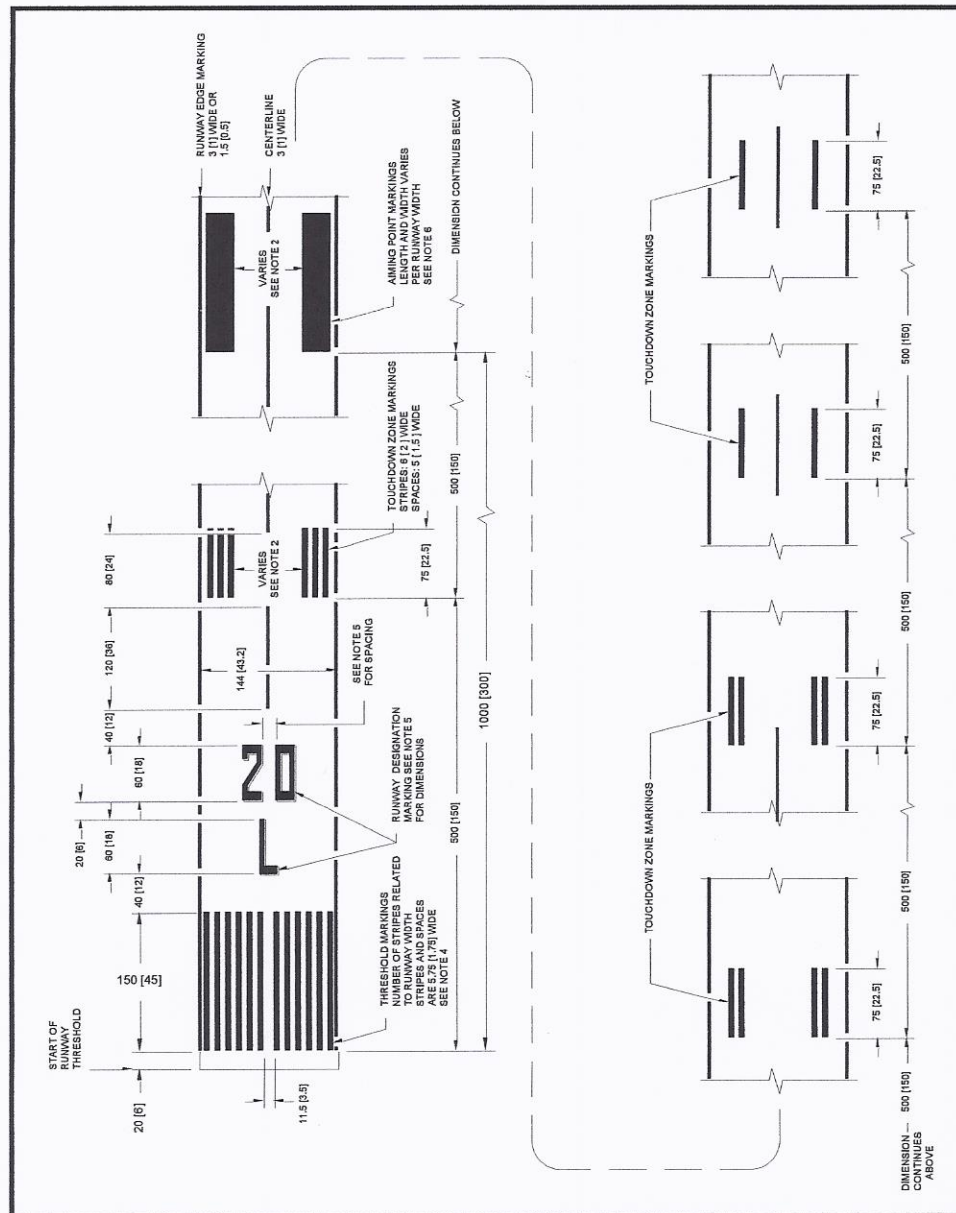 START OF
RUNWAY
THRESHOLD
20 [6]
150 [45]
40 [12]
60 [18]
20 [6]
60 [18]
40 [12]
120 [36]
80 [24]
RUNWAY EDGE MARKING
3 [1] WIDE OR
1.5 [0.5]
CENTERLINE
3 [1] WIDE
L
20
144 [43.2]
VARIES
SEE NOTE 2
VARIES
SEE NOTE 2
11.5 [3.5]
THRESHOLD MARKINGS
NUMBER OF STRIPES RELATED
TO RUNWAY WIDTH
STRIPES AND SPACES
ARE 5.75 [1.75] WIDE
SEE NOTE 4
RUNWAY DESIGNATION
MARKING SEE NOTE 5
FOR DIMENSIONS
SEE NOTE 5
FOR SPACING
75 [22.5]
TOUCHDOWN ZONE MARKINGS
STRIPES: 6 [ 2 ] WIDE
SPACES: 5 [ 1.5 ] WIDE
AIMING POINT MARKINGS
LENGTH AND WIDTH VARIES
PER RUNWAY WIDTH
SEE NOTE 6
500 [150]
500 [150]
DIMENSION CONTINUES BELOW
1000 [300]
TOUCHDOWN ZONE MARKINGS
TOUCHDOWN ZONE MARKINGS
TOUCHDOWN ZONE MARKINGS
75 [22.5]
75 [22.5]
75 [22.5]
75 [22.5]
DIMENSION
CONTINUES
ABOVE
500 [150]
500 [150]
500 [150]
500 [150]